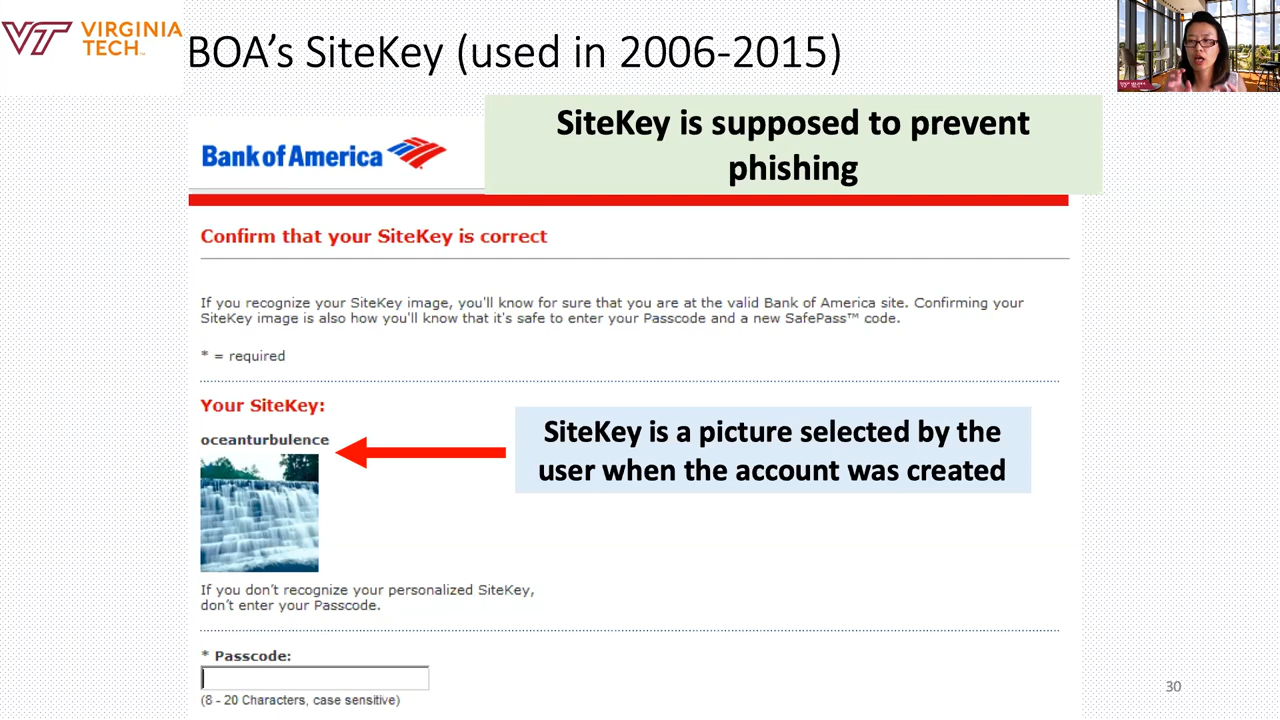 VT VIRGINIA
TECH
BOA's SiteKey (used in 2006-2015)
SiteKey is supposed to prevent
phishing
Bank of America
Confirm that your SiteKey is correct
If you recognize your SiteKey image, you'll know for sure that you are at the valid Bank of America site. Confirming your
SiteKey image is also how you'll know that it's safe to enter your Passcode and a new SafePass™ code.
* = required
Your SiteKey:
oceanturbulence
SiteKey is a picture selected by the
user when the account was created
If you don't recognize your personalized SiteKey,
don't enter your Passcode.
* Passcode:
(8 - 20 Characters, case sensitive)
30